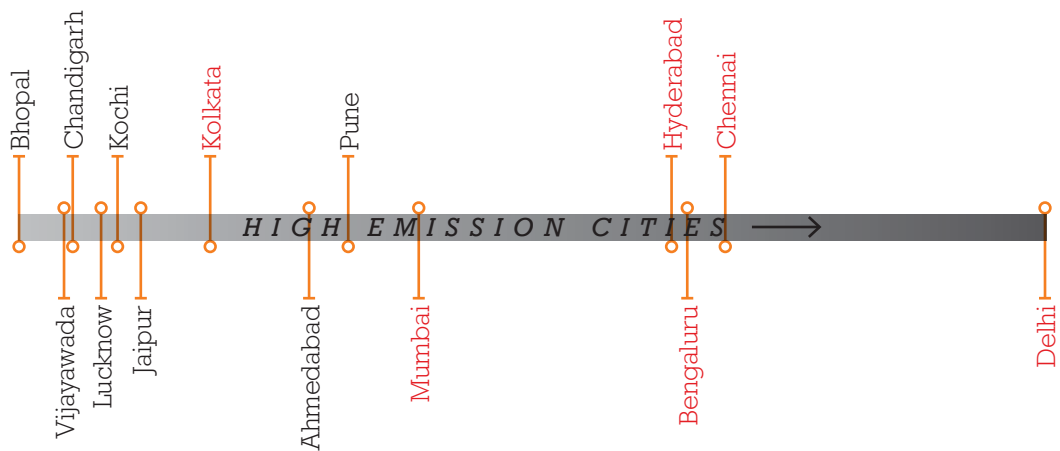 Bhopal
Chandigarh
Kochi
Kolkata
Pune
Hyderabad
Chennai
HIGH EMISSION CITIES
Vijayawada
Lucknow
Jaipur
Ahmedabad
Mumbai
Bengaluru
Delhi